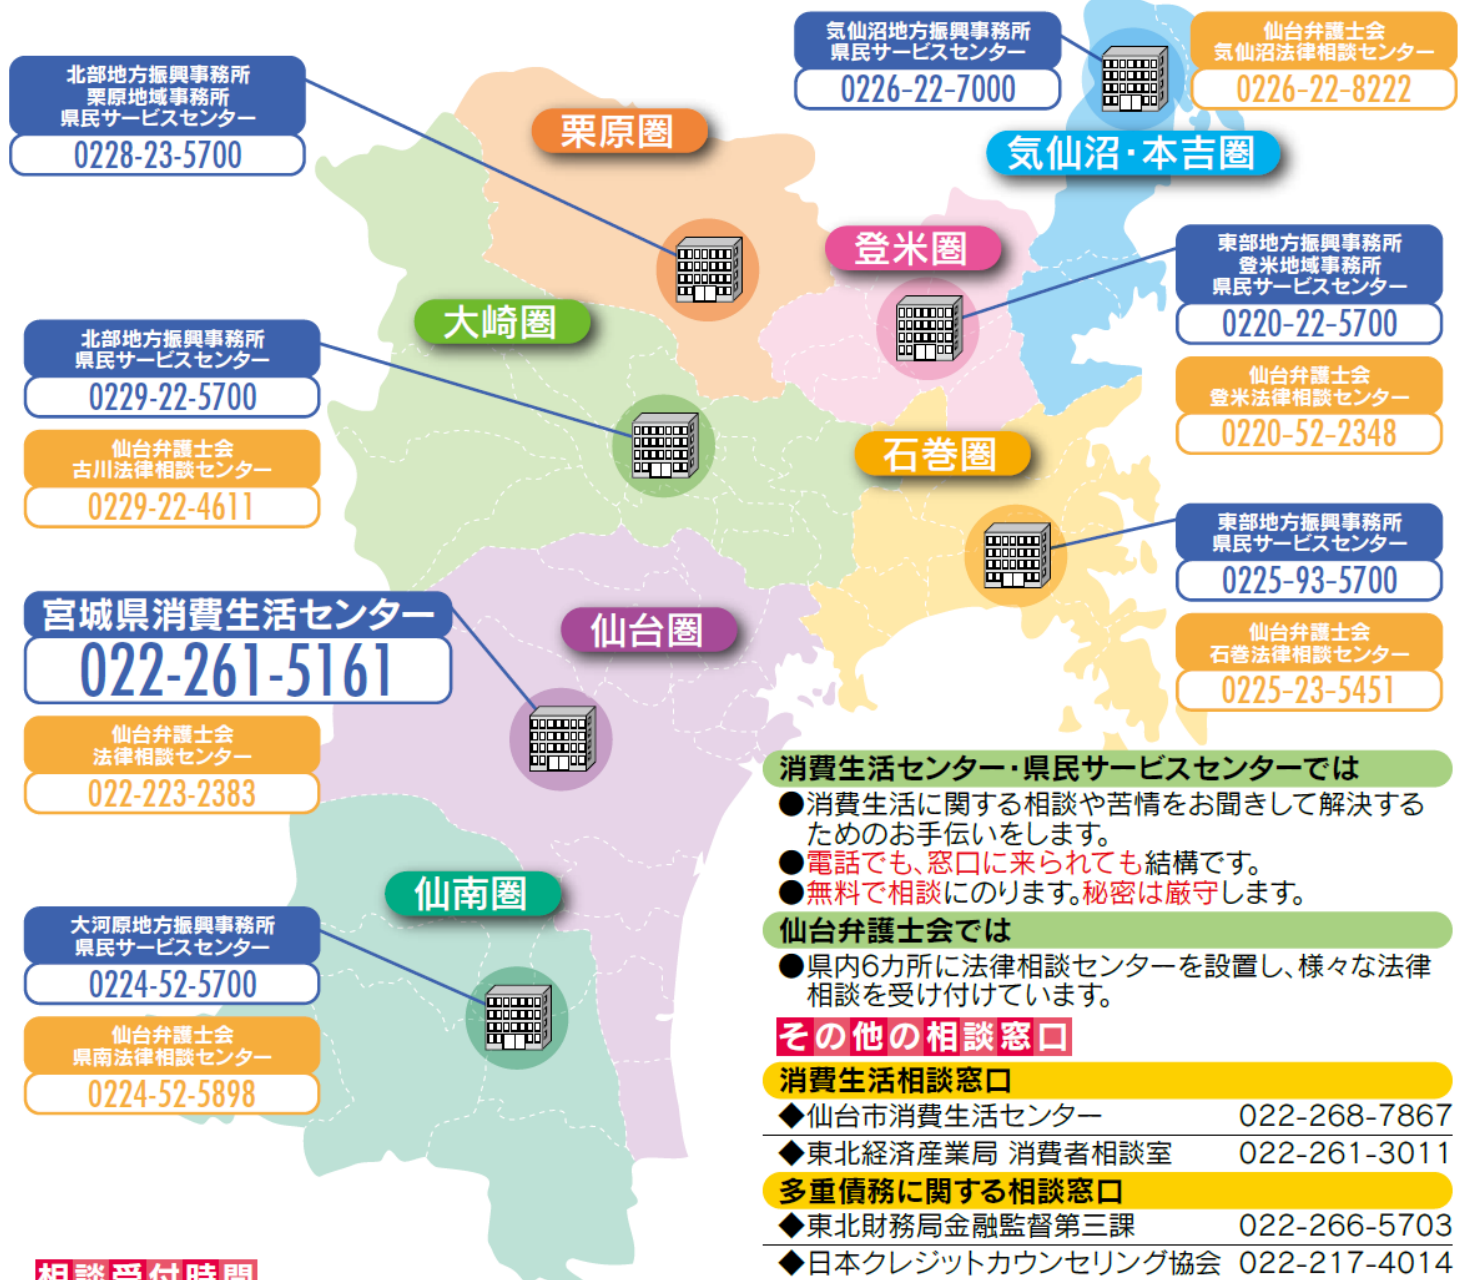 気仙沼地方振興事務所
県民サービスセンター
0226-22-7000
仙台弁護士会
気仙沼法律相談センター
0226-22-8222
北部地方振興事務所
栗原地域事務所
県民サービスセンター
0228-23-5700
栗原圏
気仙沼・本吉圏
登米圏
東部地方振興事務所
登米地域事務所
県民サービスセンター
0220-22-5700
大崎圏
北部地方振興事務所
県民サービスセンター
0229-22-5700
仙台弁護士会
登米法律相談センター
0220-52-2348
仙台弁護士会
古川法律相談センター
0229-22-4611
石巻圏
東部地方振興事務所
県民サービスセンター
0225-93-5700
宮城県消費生活センター
022-261-5161
仙台圏
仙台弁護士会
石巻法律相談センター
0225-23-5451
仙台弁護士会
法律相談センター
022-223-2383
仙南圏
大河原地方振興事務所
県民サービスセンター
0224-52-5700
仙台弁護士会
県南法律相談センター
0224-52-5898
消費生活センター・県民サービスセンターでは
●消費生活に関する相談や苦情をお聞きして解決する
ためのお手伝いをします。
●電話でも、窓口に来られても結構です。
●無料で相談にのります。秘密は厳守します。
仙台弁護士会では
●県内6カ所に法律相談センターを設置し、様々な法律
相談を受け付けています。
その他の相談窓口
消費生活相談窓口
◆仙台市消費生活センター 022-268-7867
◆東北経済産業局 消費者相談室 022-261-3011
多重債務に関する相談窓口
◆東北財務局金融監督第三課 022-266-5703
◆日本クレジットカウンセリング協会 022-217-4014
相談受付時間